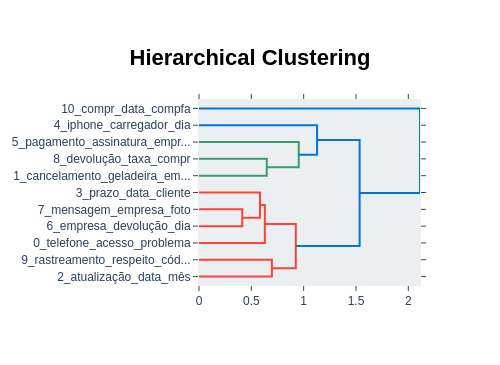 Hierarchical Clustering
10_compr_data_compfa
4_iphone_carregador_dia
5_pagamento_assinatura_empr...
8_devolução_taxa_compr
1_cancelamento_geladeira_em...
3_prazo_data_cliente
7_mensagem_empresa_foto
6_empresa_devolução_dia
0_telefone_acesso_problema
9_rastreamento_respeito_cód...
2_atualização_data_mês
0 0.5 1 1.5 2